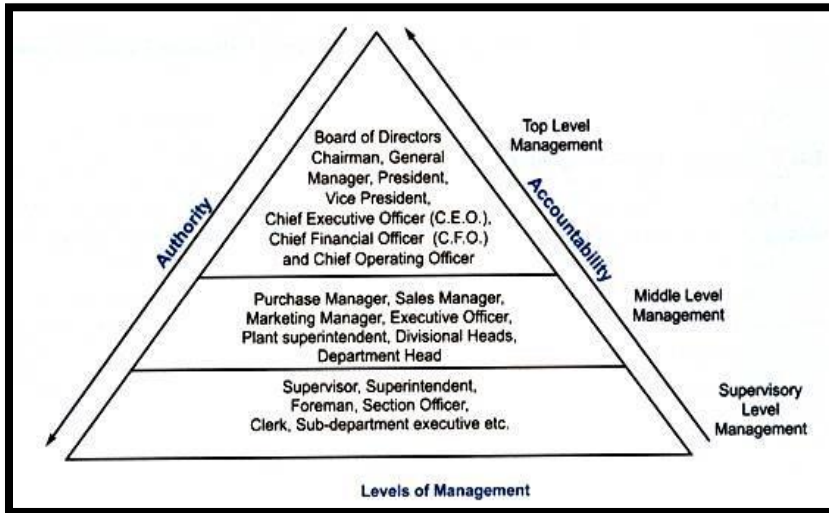 Board of Directors
Chairman, General
Manager, President,
Vice President,
Chief Executive Officer (C.E.O.),
Chief Financial Officer (C.F.O.)
and Chief Operating Officer
Purchase Manager, Sales Manager,
Marketing Manager, Executive Officer,
Plant superintendent, Divisional Heads,
Department Head
Supervisor, Superintendent,
Foreman, Section Officer,
Clerk, Sub-department executive etc.
Authority
Accountability
Top Level
Management
Middle Level
Management
Supervisory
Level
Management
Levels of Management